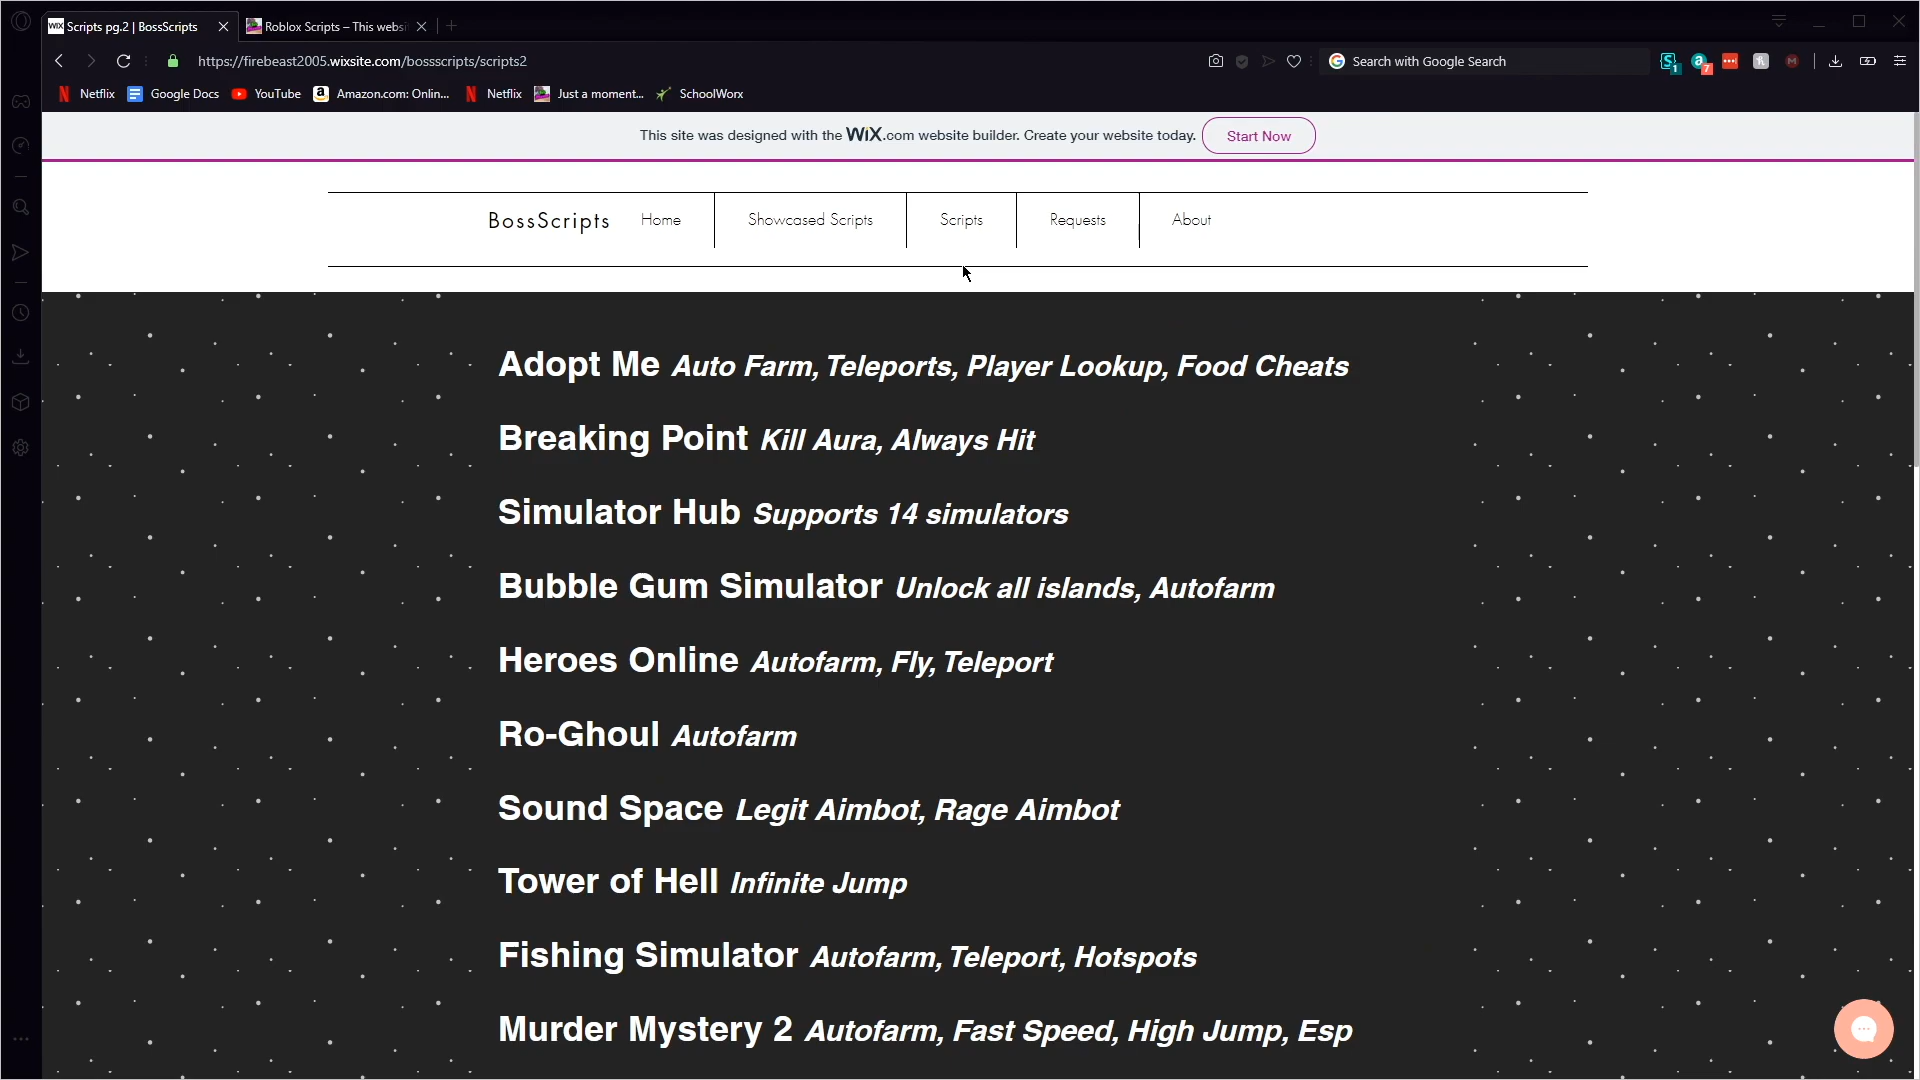 Scripts pg.2 | BossScripts
Roblox Scripts – This websi
https://firebeast2005.wixsite.com/bossscripts/scripts2
Search with Google Search
Netflix
Google Docs
YouTube
Amazon.com: Onlin...
Netflix
Just a moment...
SchoolWorx
This site was designed with the WiX.com website builder. Create your website today.
Start Now
BossScripts
Home
Showcased Scripts
Scripts
Requests
About
Adopt Me Auto Farm, Teleports, Player Lookup, Food Cheats
Breaking Point Kill Aura, Always Hit
Simulator Hub Supports 14 simulators
Bubble Gum Simulator Unlock all islands, Autofarm
Heroes Online Autofarm, Fly, Teleport
Ro-Ghoul Autofarm
Sound Space Legit Aimbot, Rage Aimbot
Tower of Hell Infinite Jump
Fishing Simulator Autofarm, Teleport, Hotspots
Murder Mystery 2 Autofarm, Fast Speed, High Jump, Esp